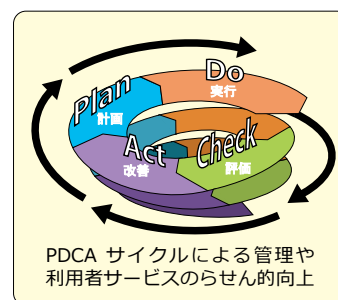 Plan
計画
Do
実行
Check
評価
Act
改善
PDCA サイクルによる管理や
利用者サービスのらせん的向上